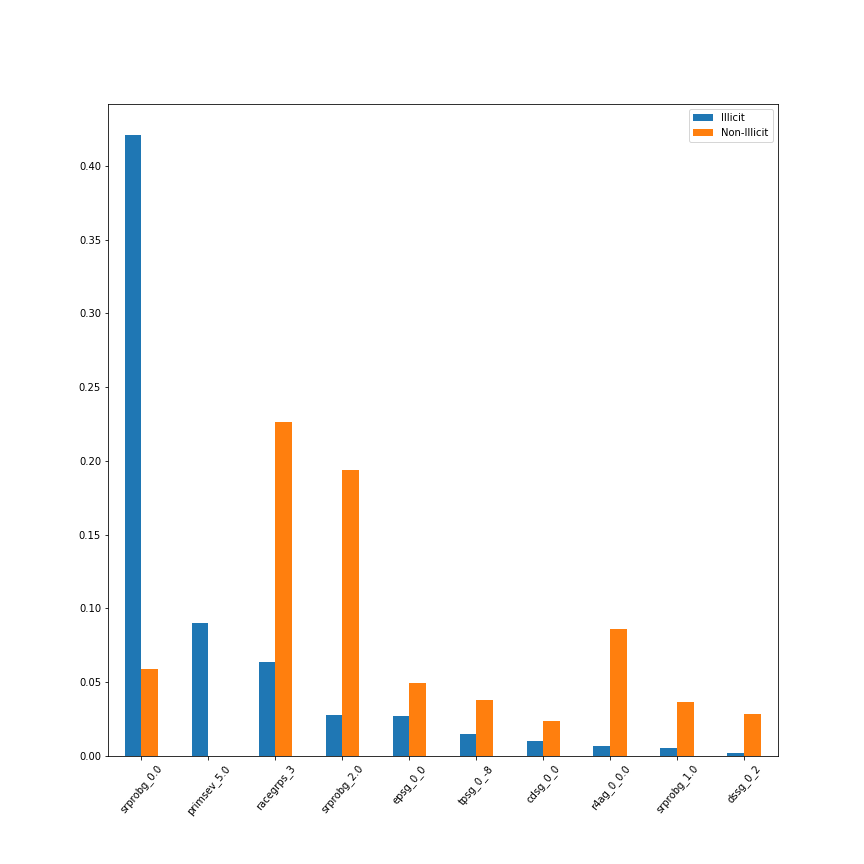 Illicit
Non-Illicit
0.40
0.35
0.30
0.25
0.20
0.15
0.10
0.05
0.00
srprobg_0.0
primsev_5.0
racegrps_3
srprobg_2.0
epsg_0_0
tpsg_0_-8
cdsg_0_0
r4ag_0_0.0
srprobg_1.0
dssg_0_2